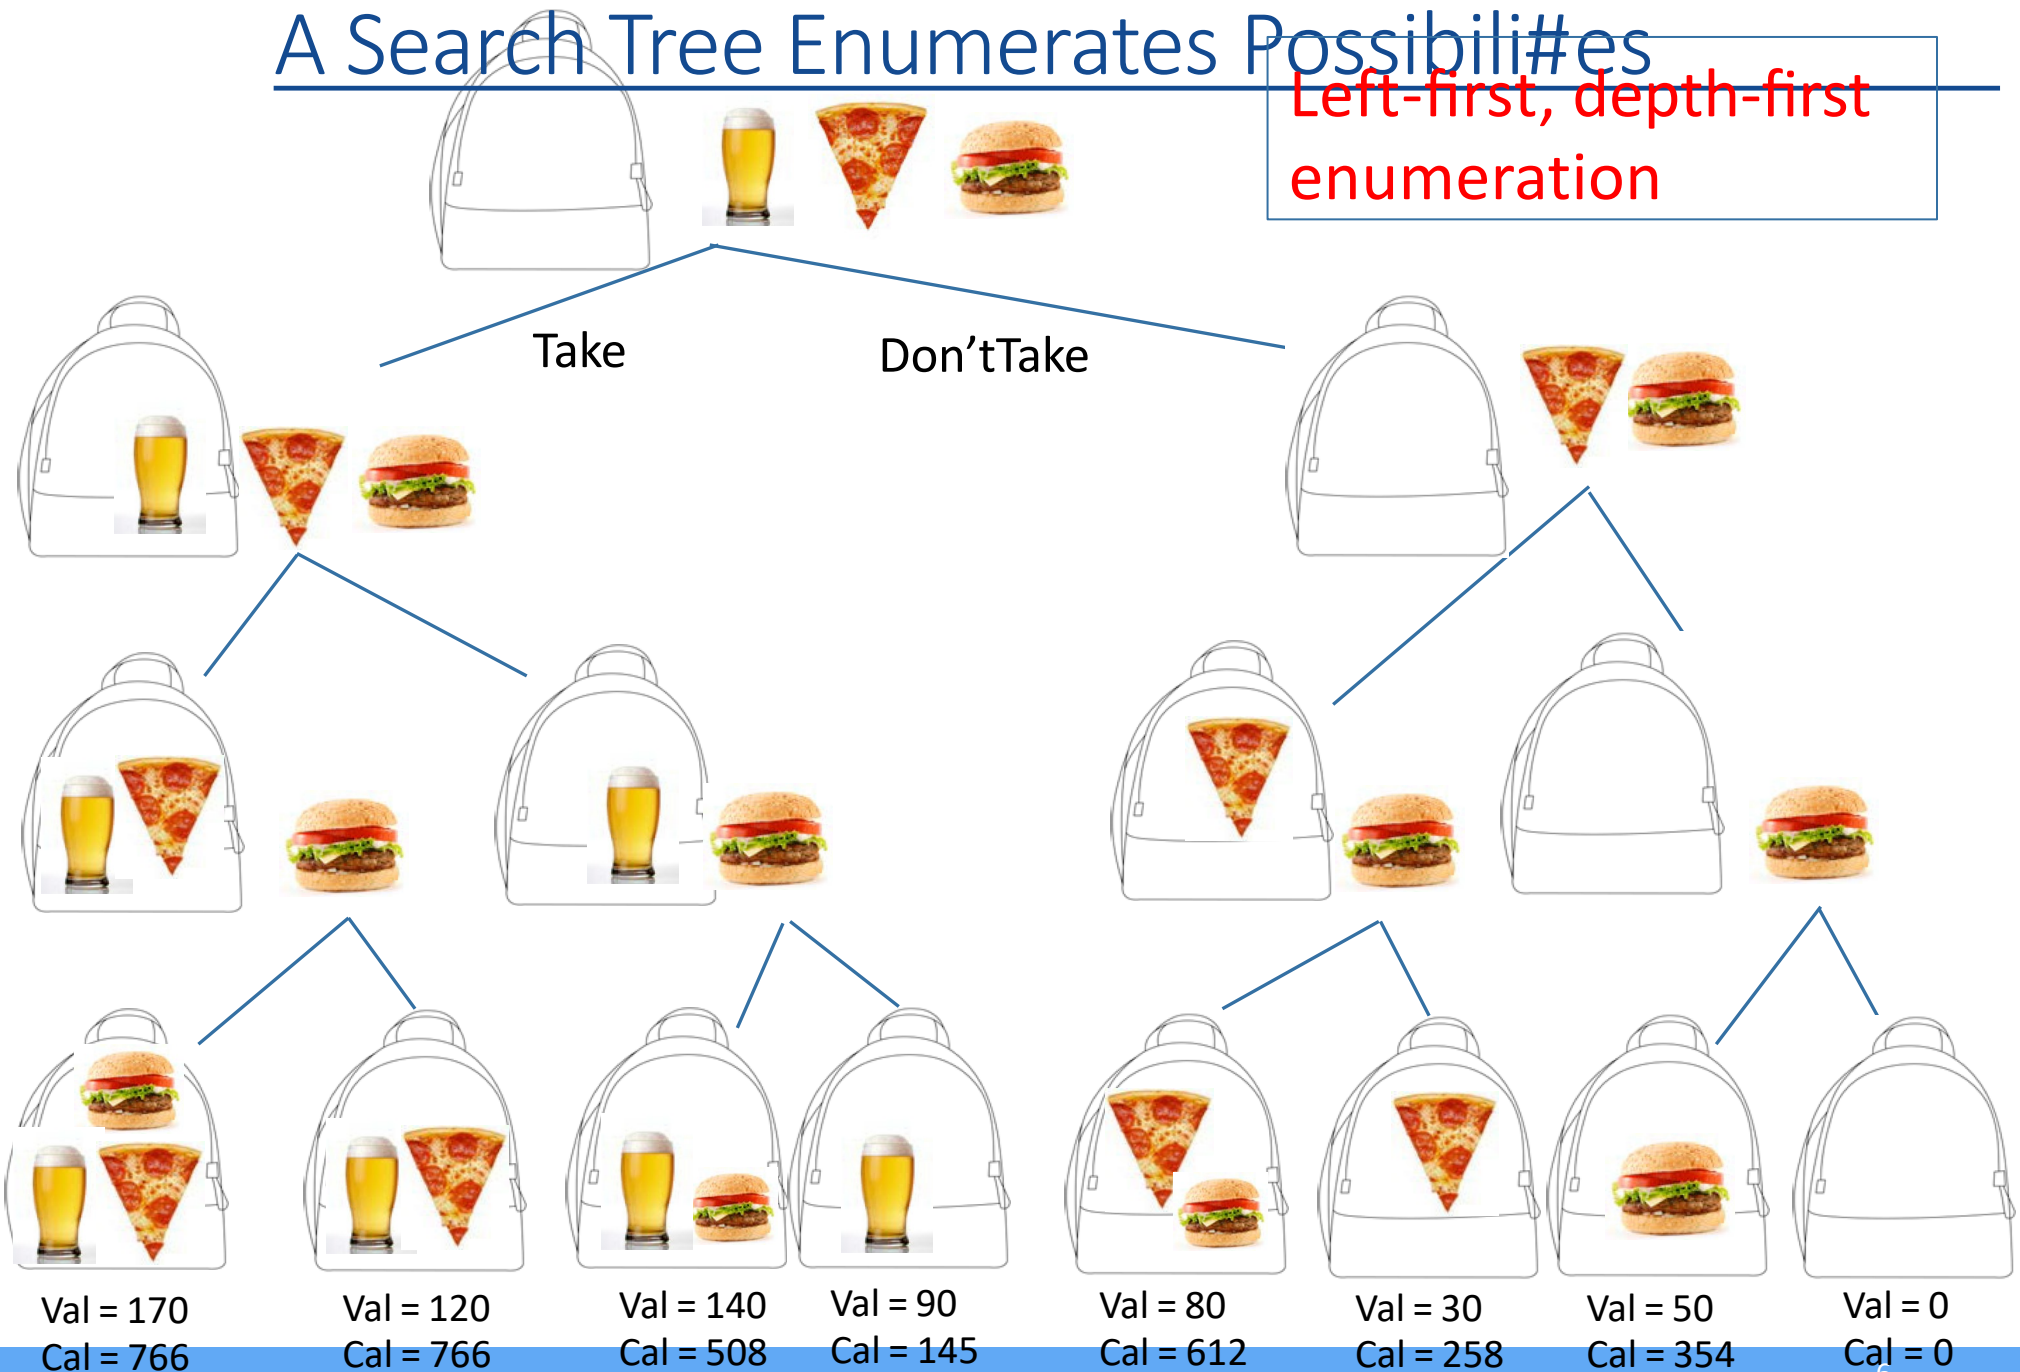 A Search Tree Enumerates Possibili#es
Left-first, depth-first
enumeration
Take
Don’tTake
Val = 170
Cal = 766
Val = 120
Cal = 766
Val = 140
Cal = 508
Val = 90
Cal = 145
Val = 80
Cal = 612
Val = 30
Cal = 258
Val = 50
Cal = 354
Val = 0
Cal = 0